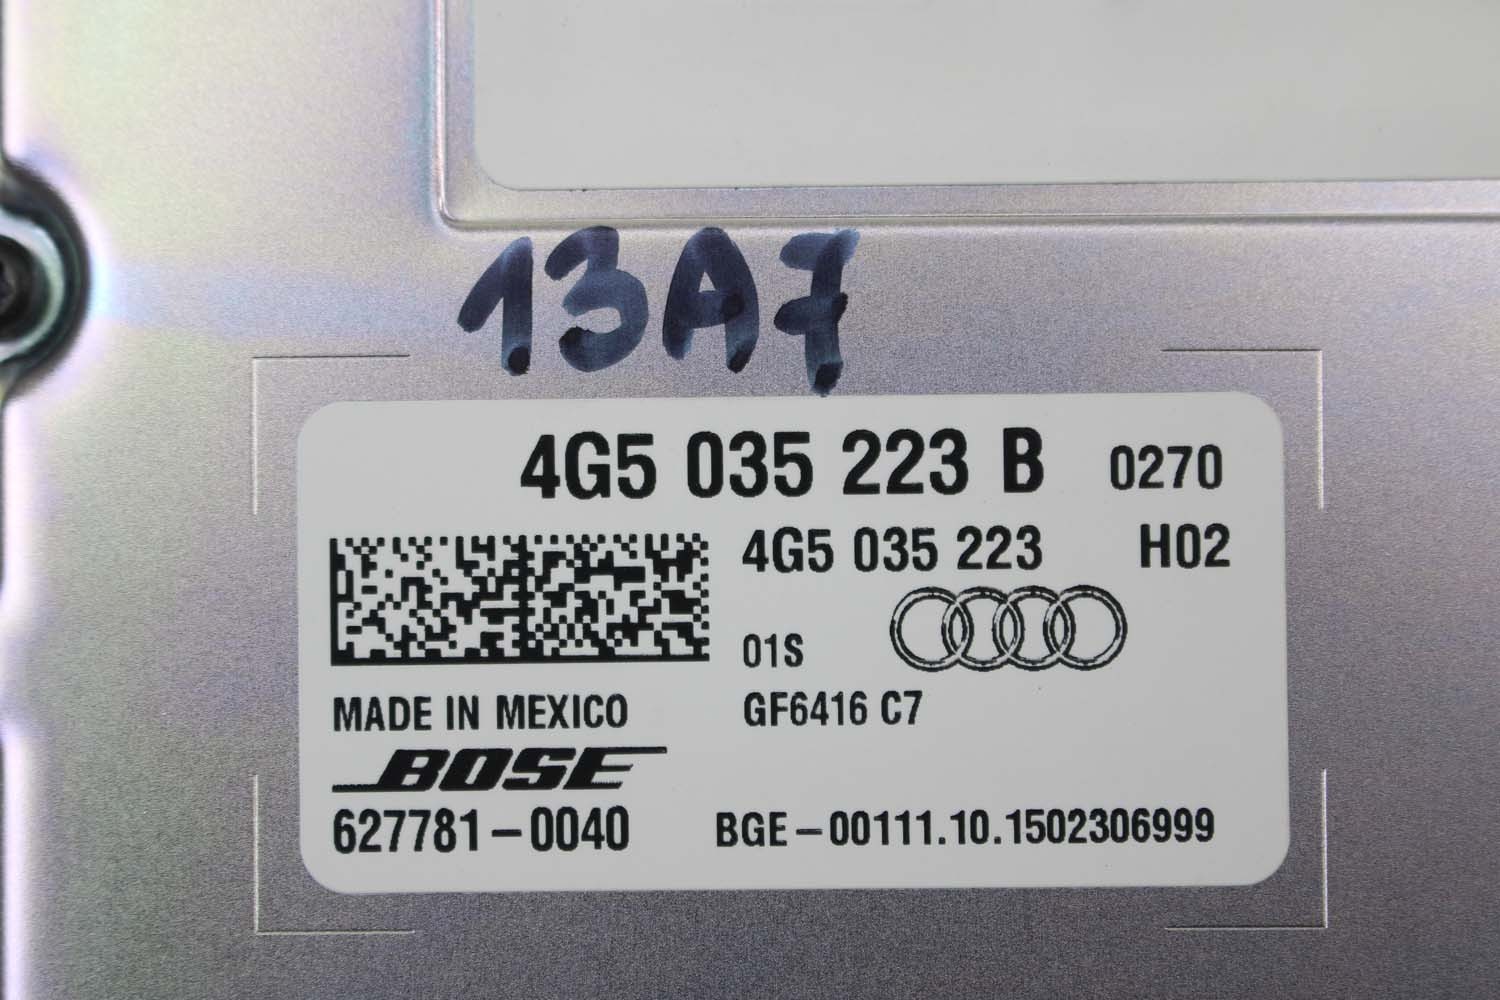 13A7
4G5 035 223 B 0270
4G5 035 223 H02
01S
MADE IN MEXICO GF6416 C7
BOSE
627781-0040 BGE-00111.10.1502306999